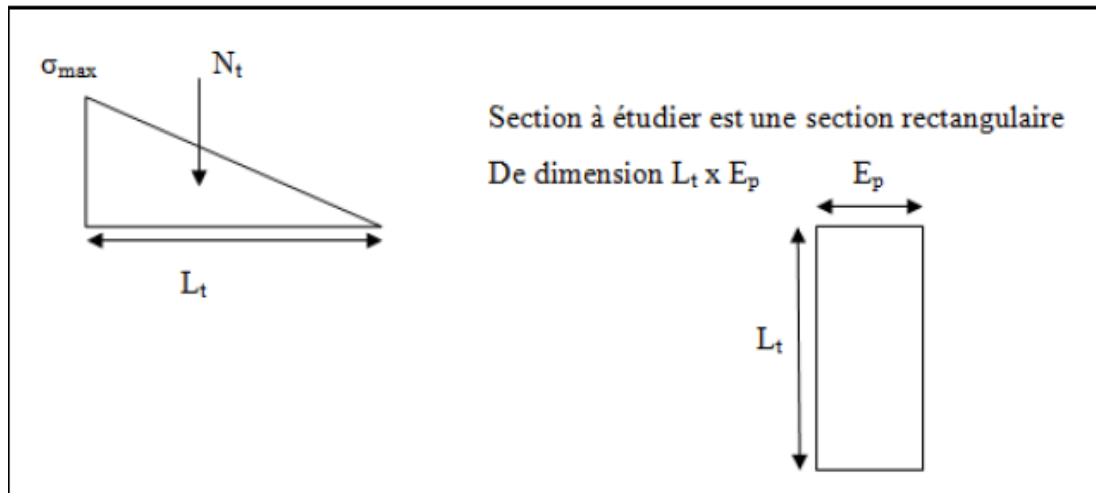 σmax
Nt
Lt
Section à étudier est une section rectangulaire
De dimension Lt x Ep
Ep
Lt